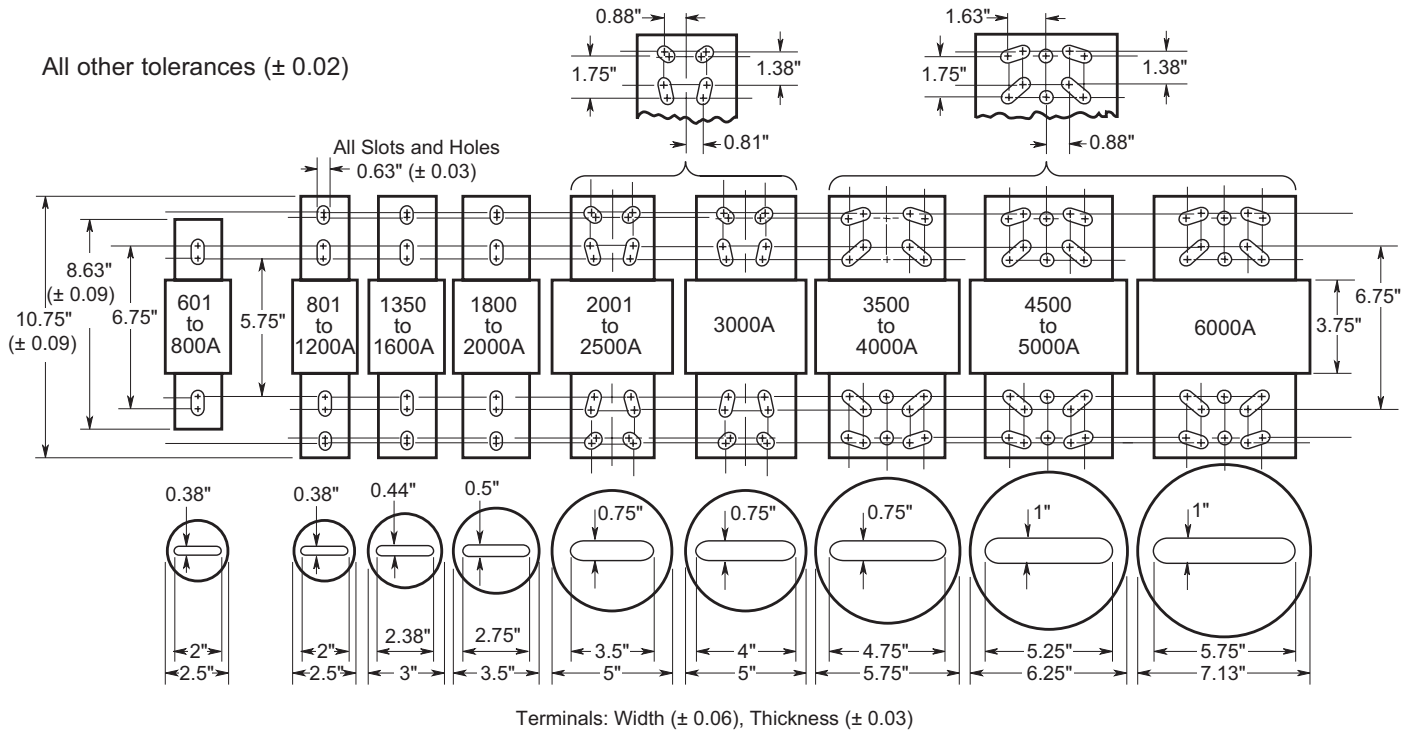 0.88"
1.63"
All other tolerances (± 0.02)
1.75"
1.38"
1.75"
1.38"
0.81"
0.88"
All Slots and Holes
0.63" (± 0.03)
8.63"
(± 0.09)
10.75"
(± 0.09)
6.75"
601
to
800A
5.75"
801
to
1200A
1350
to
1600A
1800
to
2000A
2001
to
2500A
3000A
3500
to
4000A
4500
to
5000A
6000A
6.75"
3.75"
0.38"
0.38"
0.44"
0.5"
0.75"
0.75"
0.75"
1"
1"
2"
2"
2.38"
2.75"
3.5"
4"
4.75"
5.25"
5.75"
2.5"
2.5"
3"
3.5"
5"
5"
5.75"
6.25"
7.13"
Terminals: Width (± 0.06), Thickness (± 0.03)